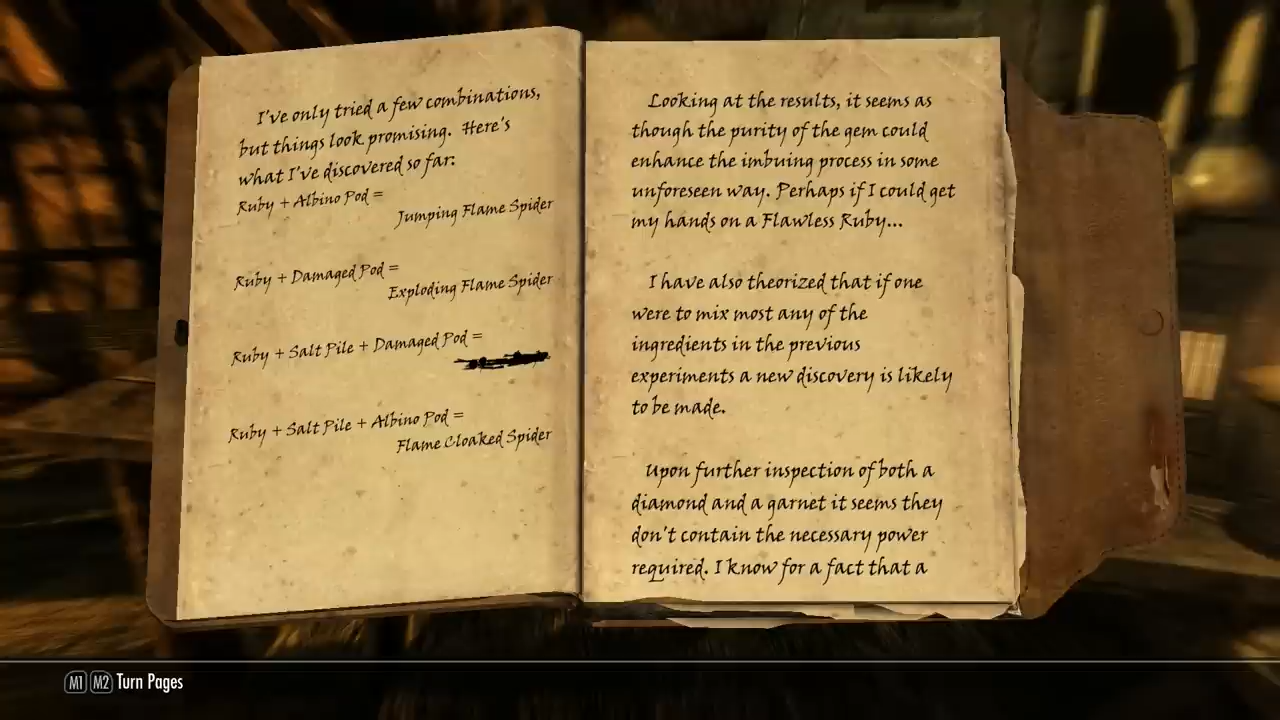 I've only tried a few combinations,
but things look promising. Here's
what I've discovered so far:
Ruby + Albino Pod =
Jumping Flame Spider
Ruby + Damaged Pod =
Exploding Flame Spider
Ruby + Salt Pile + Damaged Pod =
Ruby + Salt Pile + Albino Pod =
Flame Cloaked Spider
Looking at the results, it seems as
though the purity of the gem could
enhance the imbuing process in some
unforeseen way. Perhaps if I could get
my hands on a Flawless Ruby...
I have also theorized that if one
were to mix most any of the
ingredients in the previous
experiments a new discovery is likely
to be made.
Upon further inspection of both a
diamond and a garnet it seems they
don't contain the necessary power
required. I know for a fact that a
M1 M2 Turn Pages